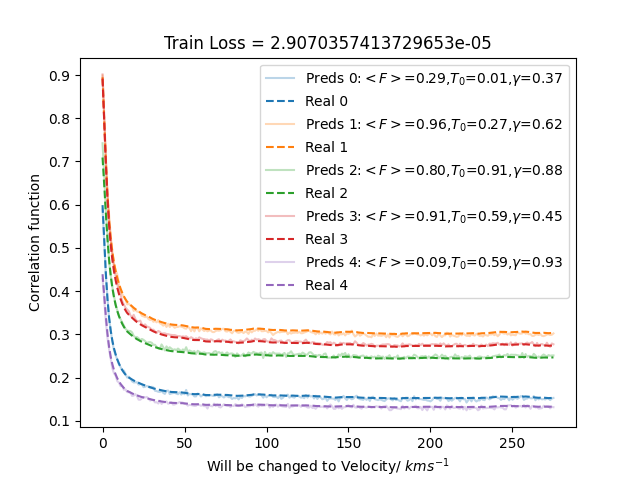 Train Loss = 2.9070357413729653e-05
0.9
0.8
0.7
0.6
0.5
0.4
0.3
0.2
0.1
Correlation function
Preds 0:<F>=0.29,T₀=0.01,γ=0.37
Real 0
Preds 1:<F>=0.96,T₀=0.27,γ=0.62
Real 1
Preds 2:<F>=0.80,T₀=0.91,γ=0.88
Real 2
Preds 3:<F>=0.91,T₀=0.59,γ=0.45
Real 3
Preds 4:<F>=0.09,T₀=0.59,γ=0.93
Real 4
0 50 100 150 200 250
Will be changed to Velocity/ kms⁻¹